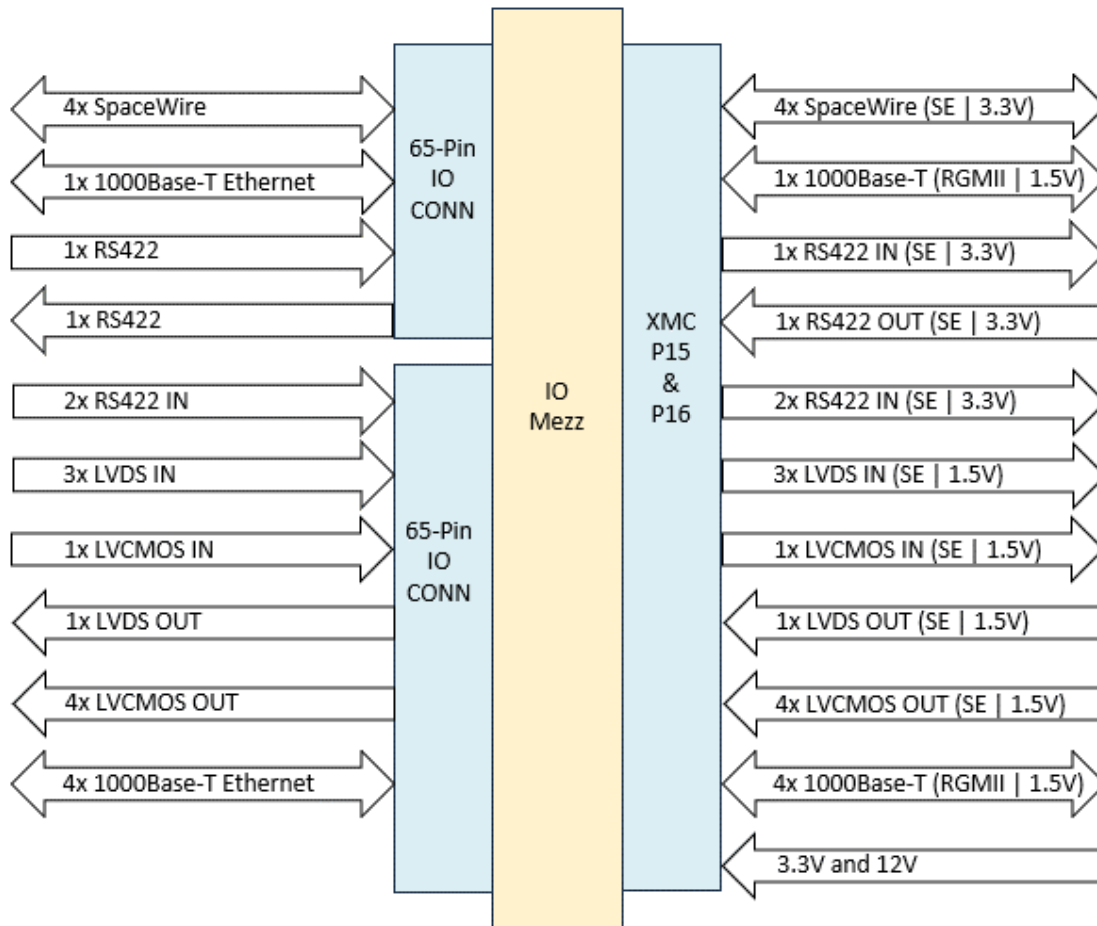 4x SpaceWire
1x 1000Base-T Ethernet
1x RS422
1x RS422
2x RS422 IN
3x LVDS IN
1x LVCMOS IN
1x LVDS OUT
4x LVCMOS OUT
4x 1000Base-T Ethernet
65-Pin
IO
CONN
65-Pin
IO
CONN
IO
Mezz
XMC
P15
&
P16
4x SpaceWire (SE | 3.3V)
1x 1000Base-T (RGMII | 1.5V)
1x RS422 IN (SE | 3.3V)
1x RS422 OUT (SE | 3.3V)
2x RS422 IN (SE | 3.3V)
3x LVDS IN (SE | 1.5V)
1x LVCMOS IN (SE | 1.5V)
1x LVDS OUT (SE | 1.5V)
4x LVCMOS OUT (SE | 1.5V)
4x 1000Base-T (RGMII | 1.5V)
3.3V and 12V